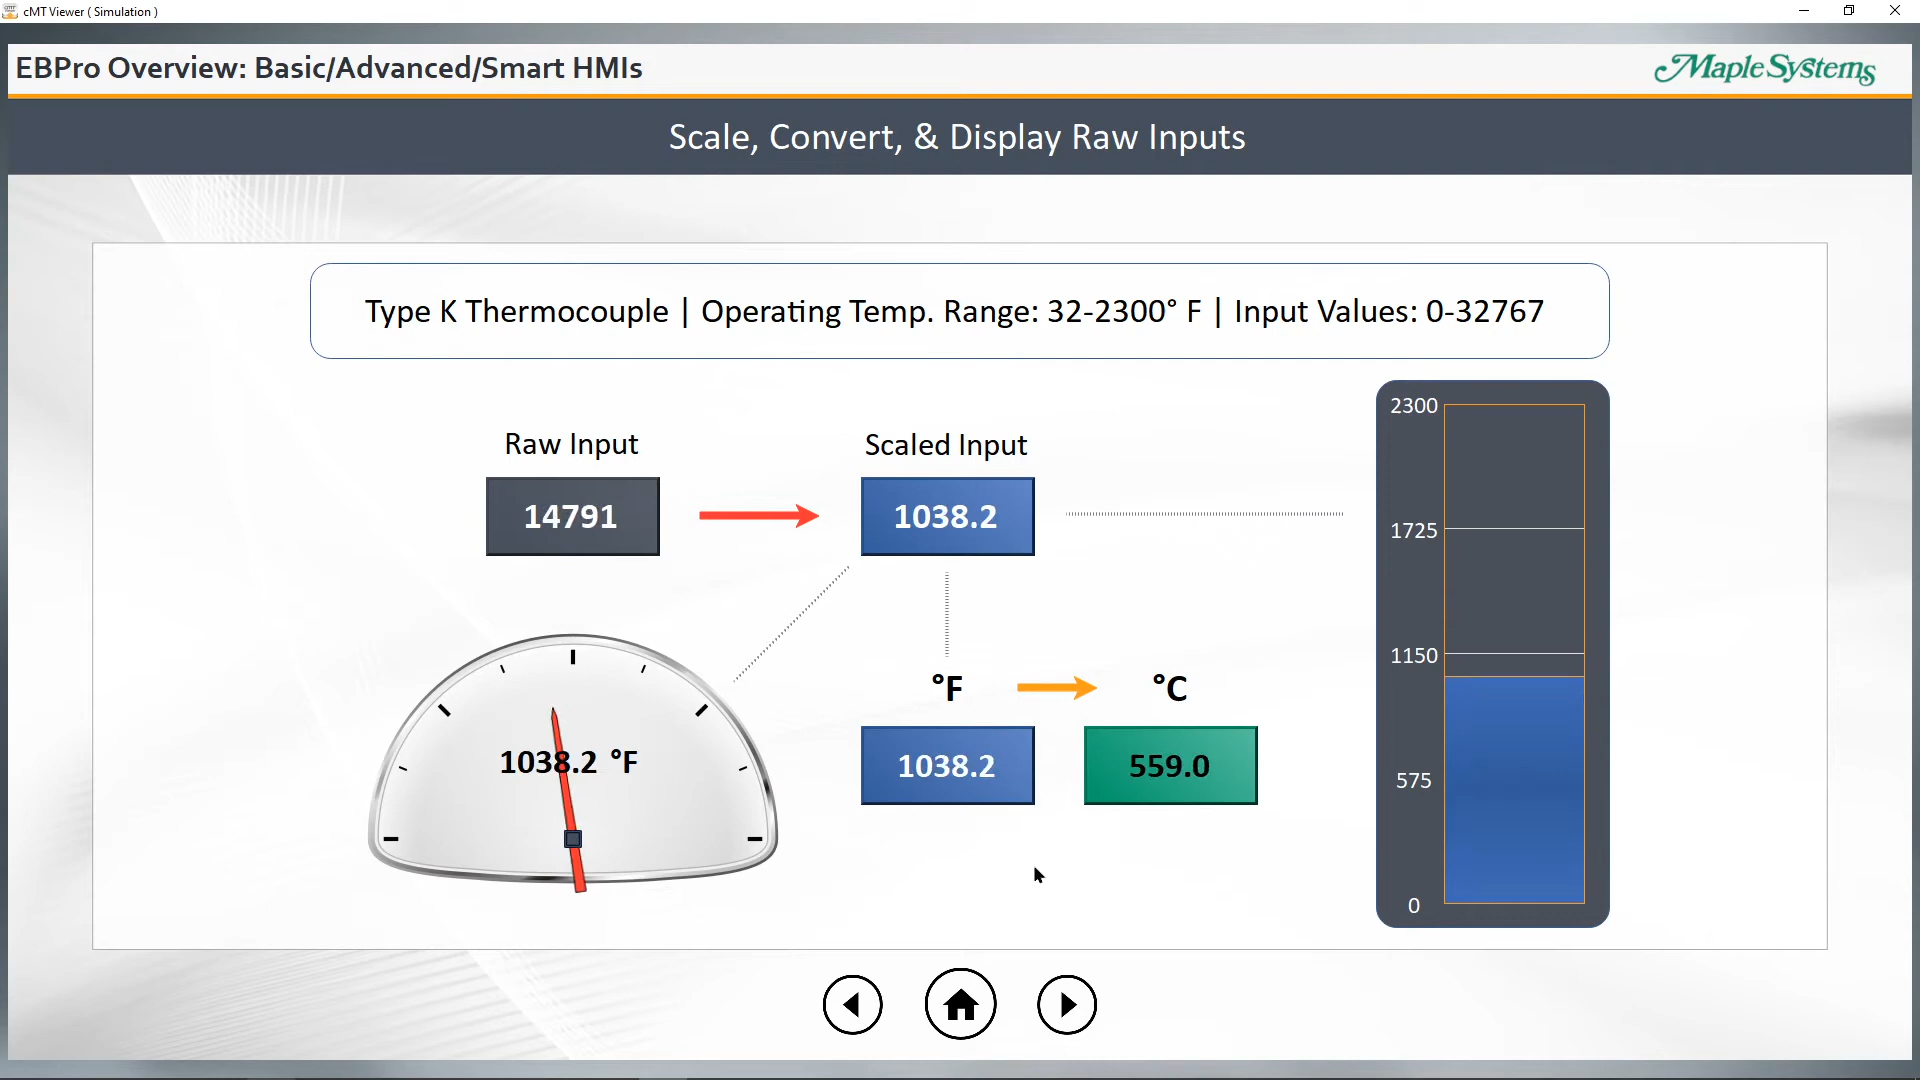 cMT Viewer ( Simulation )
EBPro Overview: Basic/Advanced/Smart HMIs
Maple Systems
Scale, Convert, & Display Raw Inputs
Type K Thermocouple | Operating Temp. Range: 32-2300° F | Input Values: 0-32767
Raw Input
Scaled Input
14791
1038.2
°F
°C
1038.2
559.0
1038.2 °F
2300
1725
1150
575
0